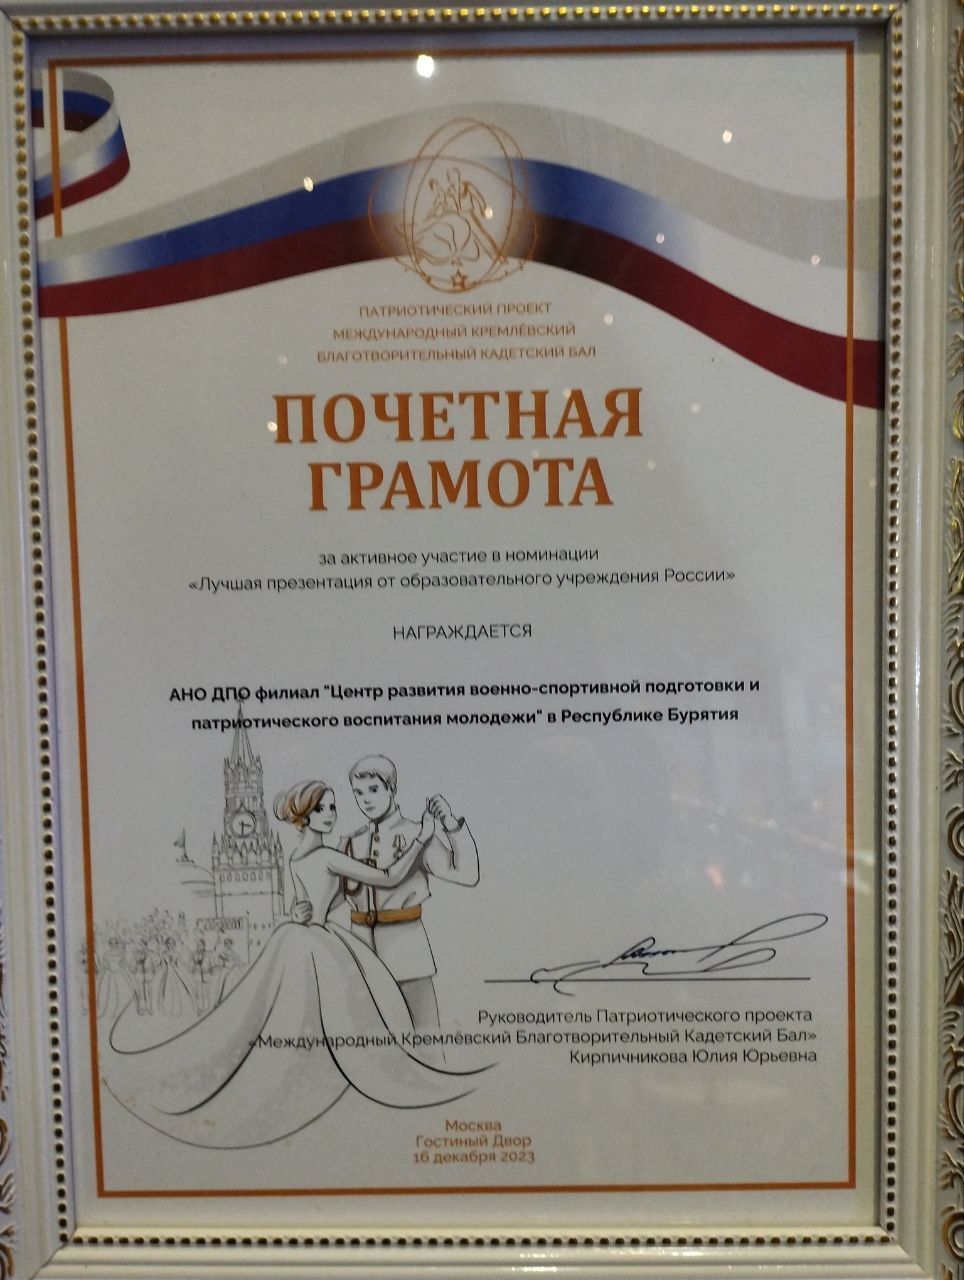 ПАТРИОТИЧЕСКИЙ ПРОЕКТ
МЕЖДУНАРОДНЫЙ КРЕМЛЁВСКИЙ
БЛАГОТВОРИТЕЛЬНЫЙ КАДЕТСКИЙ БАЛ
ПОЧЕТНАЯ
ГРАМОТА
за активное участие в номинации
«Лучшая презентация от образовательного учреждения России»
НАГРАЖДАЕТСЯ
АНО ДПО филиал "Центр развития военно-спортивной подготовки и
патриотического воспитания молодежи" в Республике Бурятия
Руководитель Патриотического проекта
«Международный Кремлёвский Благотворительный Кадетский Бал»
Кирпичникова Юлия Юрьевна
Москва
Гостиный Двор
16 декабря 2023